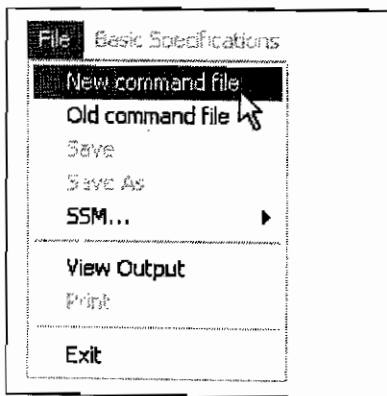 File Basic Specifications
New command file
Old command file
Save
Save As
SSM...
View Output
Print
Exit